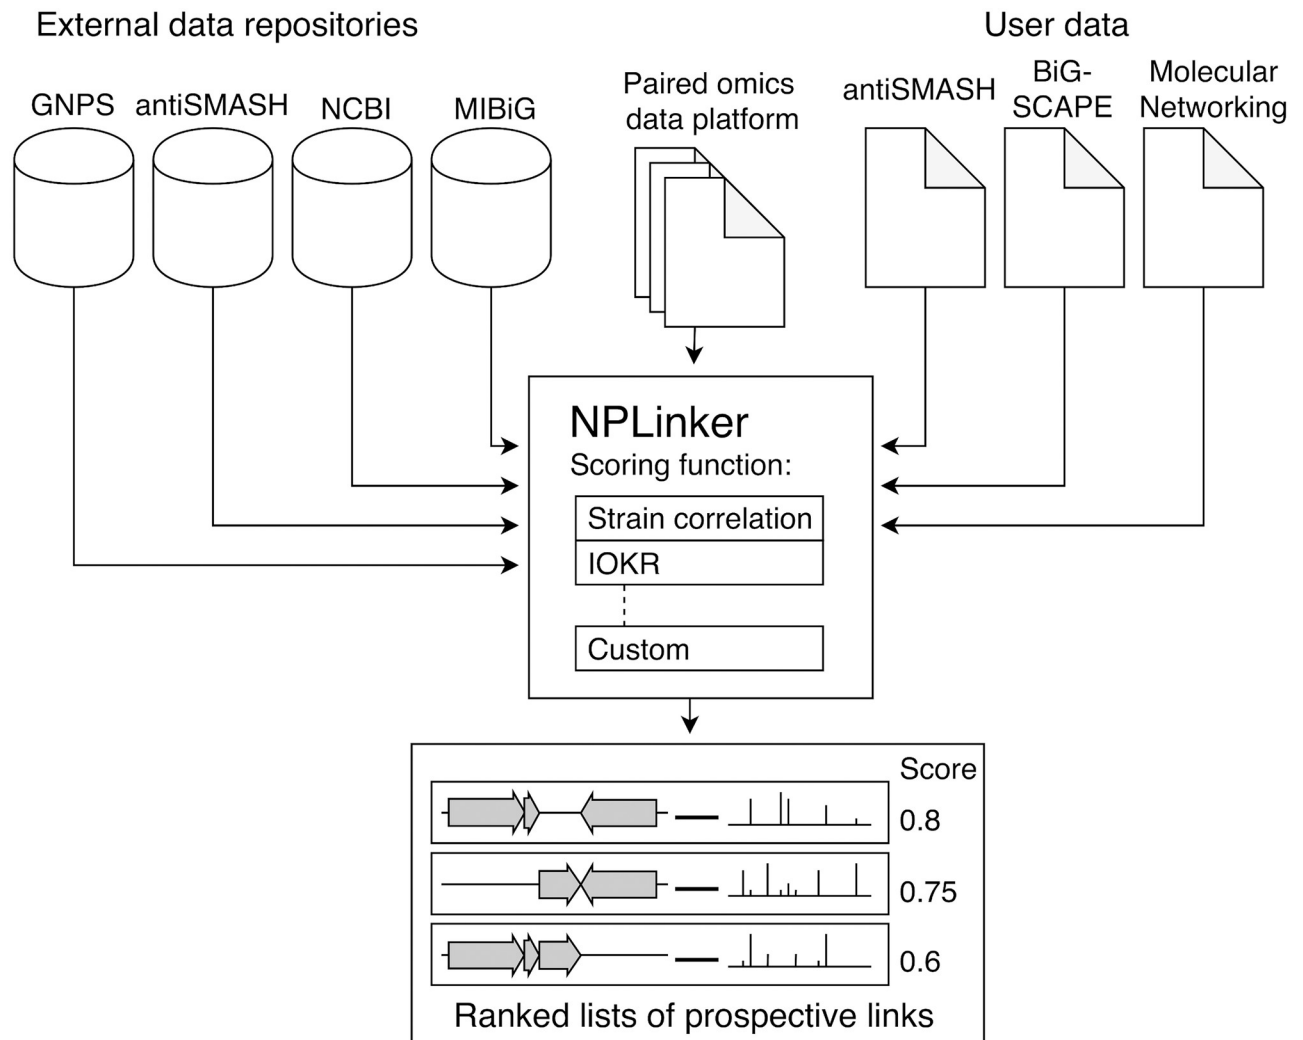 External data repositories
User data
GNPS
antiSMASH
NCBI
MIBiG
Paired omics
data platform
antiSMASH
BiG-
SCAPE
Molecular
Networking
NPLinker
Scoring function:
Strain correlation
IOKR
Custom
Score
0.8
0.75
0.6
Ranked lists of prospective links